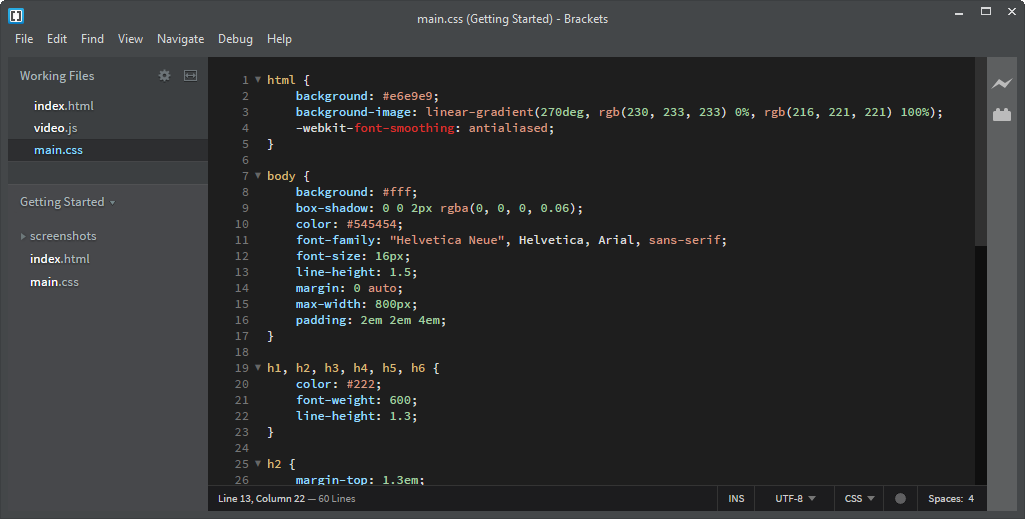 main.css (Getting Started) - Brackets
File Edit Find View Navigate Debug Help
Working Files
index.html
video.js
main.css
Getting Started
screenshots
index.html
main.css
1 html {
2 background: #e6e9e9;
3 background-image: linear-gradient(270deg, rgb(230, 233, 233) 0%, rgb(216, 221, 221) 100%);
4 -webkit-font-smoothing: antialiased;
5 }
6
7 body {
8 background: #fff;
9 box-shadow: 0 0 2px rgba(0, 0, 0, 0.06);
10 color: #545454;
11 font-family: "Helvetica Neue", Helvetica, Arial, sans-serif;
12 font-size: 16px;
13 line-height: 1.5;
14 margin: 0 auto;
15 max-width: 800px;
16 padding: 2em 2em 4em;
17 }
18
19 h1, h2, h3, h4, h5, h6 {
20 color: #222;
21 font-weight: 600;
22 line-height: 1.3;
23 }
24
25 h2 {
26 margin-top: 1.3em;
Line 13, Column 22 — 60 Lines INS UTF-8 CSS Spaces: 4